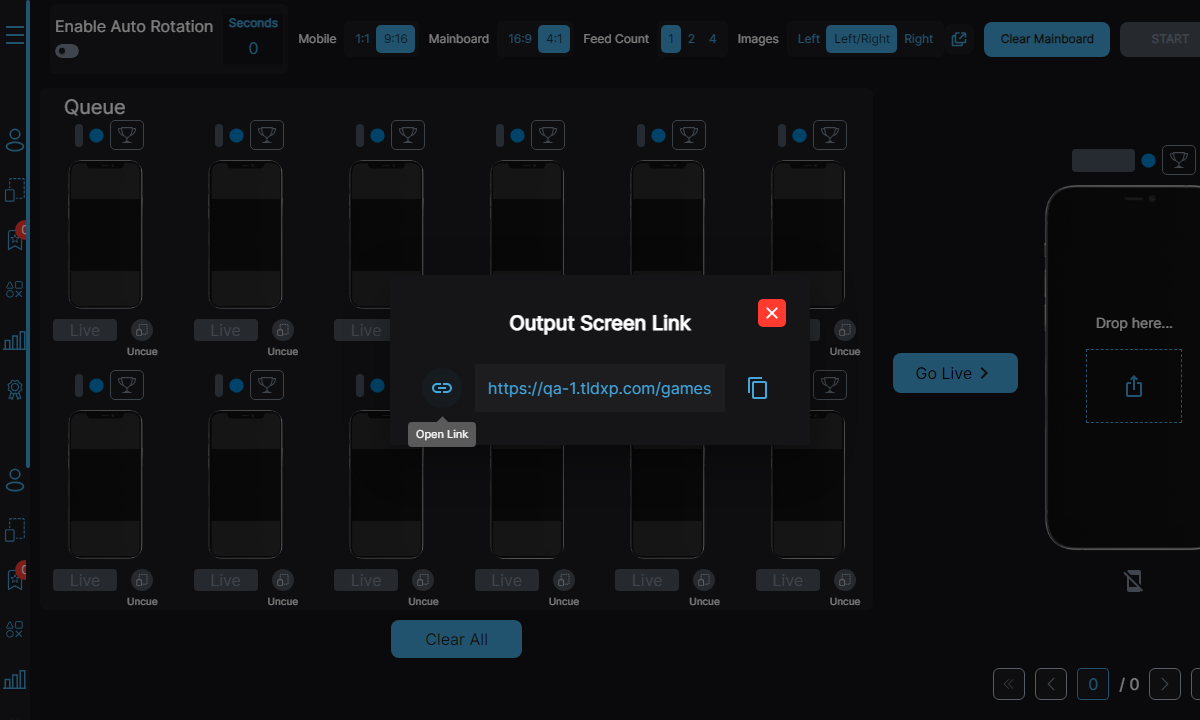 Enable Auto Rotation
Seconds
0
Mobile 1:1 9:16 Mainboard 16:9 4:1 Feed Count 1 2 4 Images Left Left/Right Right Clear Mainboard START
Queue
Live Live Live
Uncue Uncue Uncue
Output Screen Link
https://qa-1.tldxp.com/games
Open Link
Go Live
Drop here...
Live Live Live Live Live Live
Uncue Uncue Uncue Uncue Uncue Uncue
Clear All
0 / 0